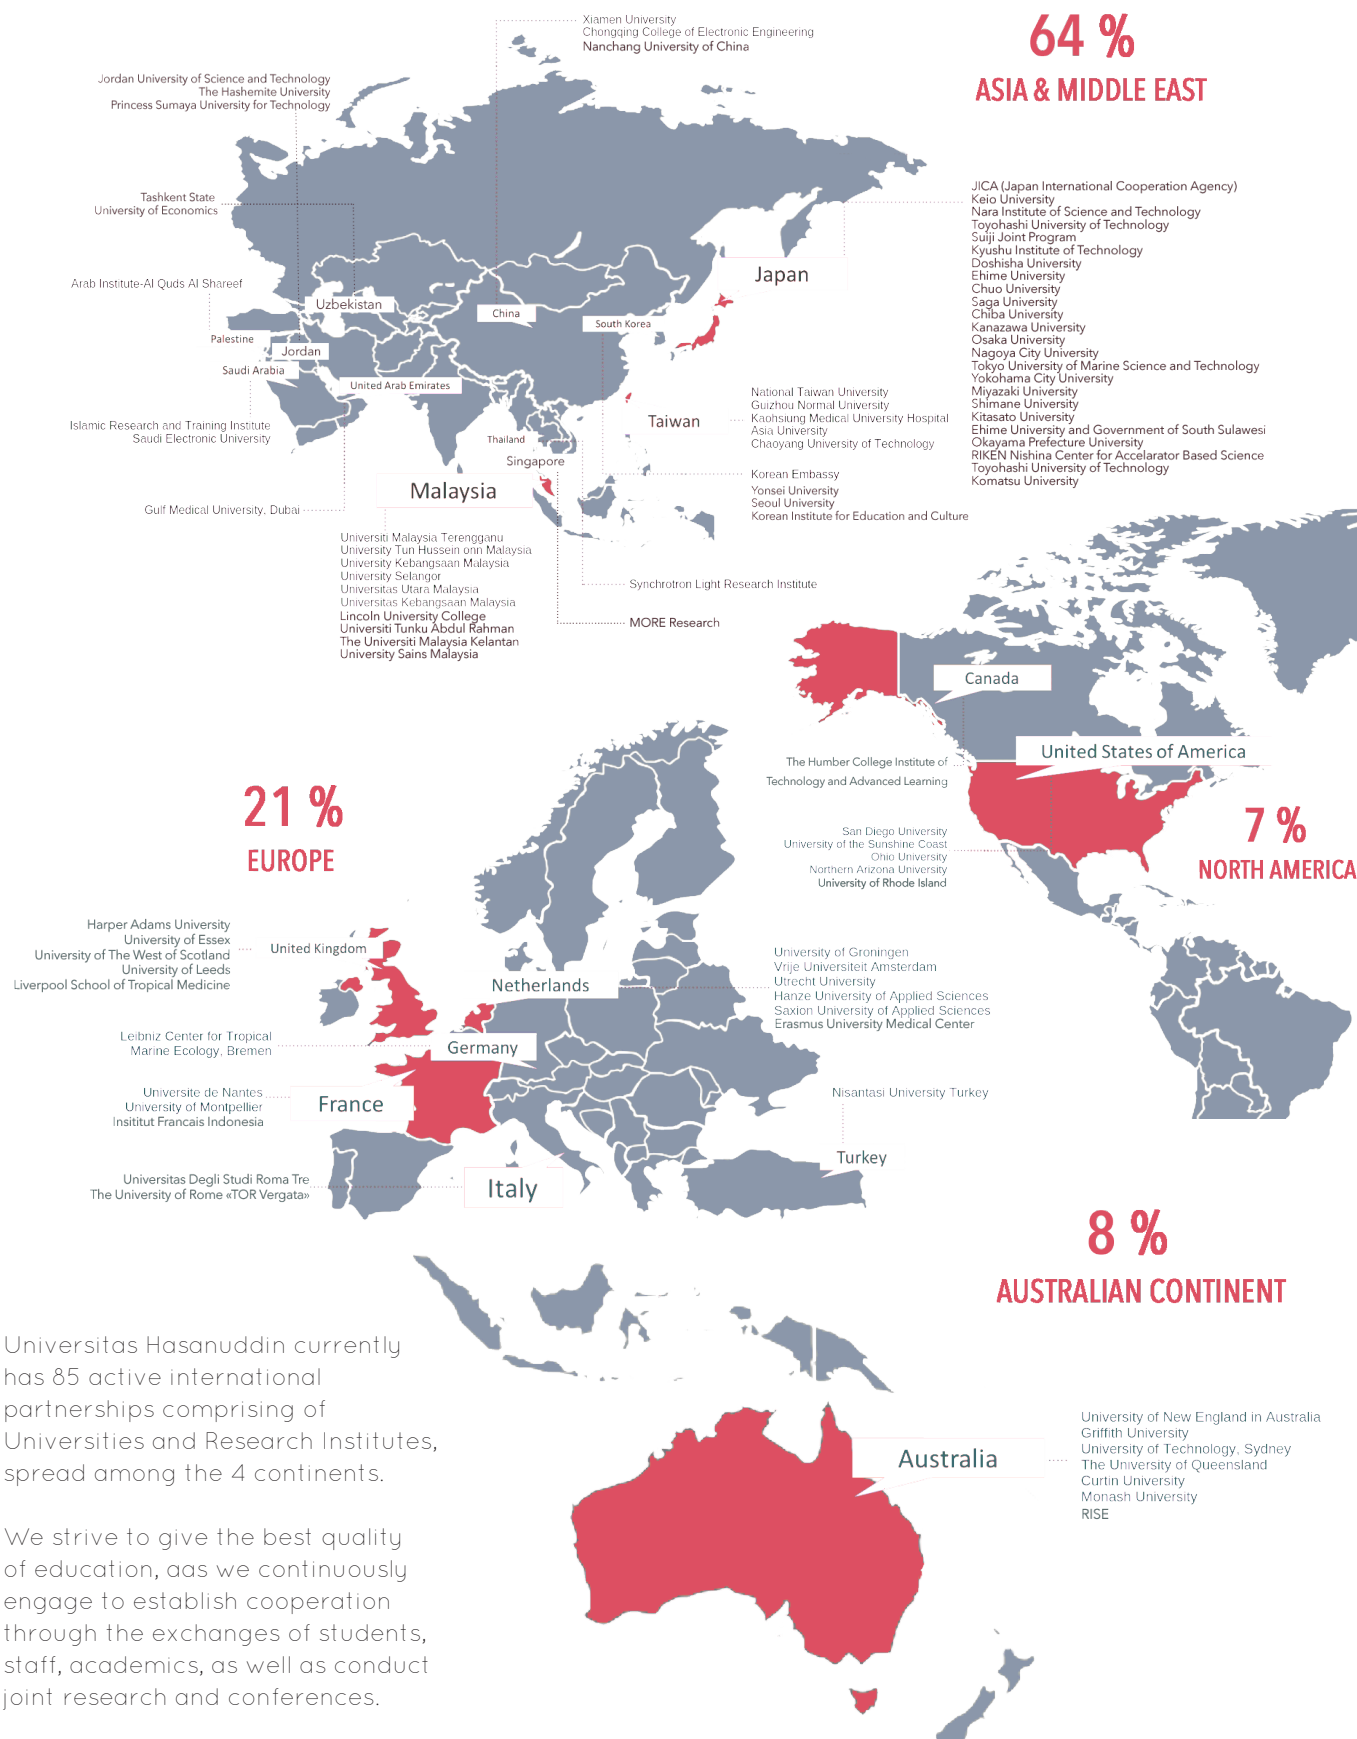 Xiamen University
Chongqing College of Electronic Engineering
Nanchang University of China
64 %
ASIA & MIDDLE EAST
Jordan University of Science and Technology
The Hashemite University
Princess Sumaya University for Technology
Tashkent State
University of Economics
Arab Institute-Al Quds Al Shareef
Uzbekistan
China
South Korea
Japan
Palestine
Jordan
Saudi Arabia
United Arab Emirates
JICA (Japan International Cooperation Agency)
Keio University
Nara Institute of Science and Technology
Toyohashi University of Technology
Suiji Joint Program
Kyushu Institute of Technology
Doshisha University
Ehime University
Chuo University
Saga University
Chiba University
Kanazawa University
Osaka University
Nagoya City University
Tokyo University of Marine Science and Technology
Yokohama City University
Miyazaki University
Shimane University
Kitasato University
Ehime University and Government of South Sulawesi
Okayama Prefecture University
RIKEN Nishina Center for Accelarator Based Science
Toyohashi University of Technology
Komatsu University
Islamic Research and Training Institute
Saudi Electronic University
Taiwan
National Taiwan University
Guizhou Normal University
Kaohsiung Medical University Hospital
Asia University
Chaoyang University of Technology
Thailand
Singapore
Malaysia
Korean Embassy
Yonsei University
Seoul University
Korean Institute for Education and Culture
Gulf Medical University. Dubai
Universiti Malaysia Terengganu
University Tun Hussein onn Malaysia
University Kebangsaan Malaysia
University Selangor
Universitas Utara Malaysia
Universitas Kebangsaan Malaysia
Lincoln University College
Universiti Tunku Abdul Rahman
The Universiti Malaysia Kelantan
University Sains Malaysia
Synchrotron Light Research Institute
MORE Research
Canada
United States of America
The Humber College Institute of
Technology and Advanced Learning
San Diego University
University of the Sunshine Coast
Ohio University
Northern Arizona University
University of Rhode Island
7 %
NORTH AMERICA
21 %
EUROPE
Harper Adams University
University of Essex
University of The West of Scotland
University of Leeds
Liverpool School of Tropical Medicine
United Kingdom
Netherlands
University of Groningen
Vrije Universiteit Amsterdam
Utrecht University
Hanze University of Applied Sciences
Saxion University of Applied Sciences
Erasmus University Medical Center
Leibniz Center for Tropical
Marine Ecology, Bremen
Germany
Universite de Nantes
University of Montpellier
Insititut Francais Indonesia
France
Nisantasi University Turkey
Turkey
Universitas Degli Studi Roma Tre
The University of Rome «TOR Vergata»
Italy
8 %
AUSTRALIAN CONTINENT
Universitas Hasanuddin currently
has 85 active international
partnerships comprising of
Universities and Research Institutes,
spread among the 4 continents.
We strive to give the best quality
of education, aas we continuously
engage to establish cooperation
through the exchanges of students,
staff, academics, as well as conduct
joint research and conferences.
Australia
University of New England in Australia
Griffith University
University of Technology, Sydney
The University of Queensland
Curtin University
Monash University
RISE